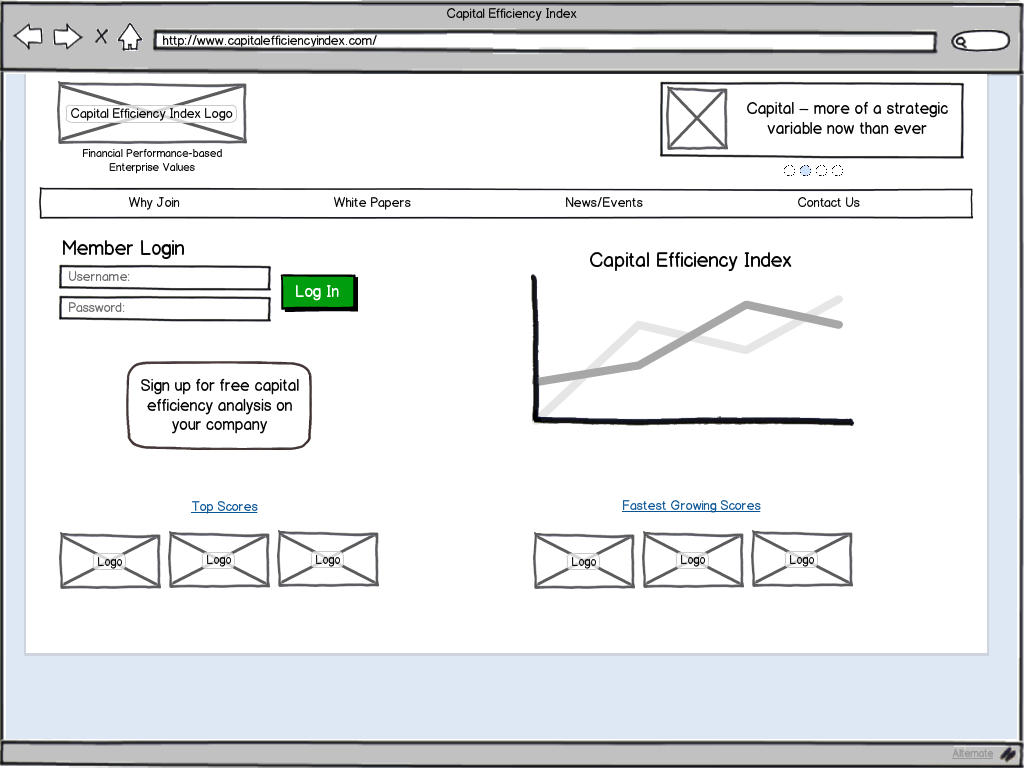 Capital Efficiency Index
http://www.capitalefficiencyindex.com/
Capital Efficiency Index Logo
Financial Performance-based
Enterprise Values
Capital – more of a strategic
variable now than ever
Why Join
White Papers
News/Events
Contact Us
Member Login
Username:
Password:
Log In
Sign up for free capital
efficiency analysis on
your company
Capital Efficiency Index
Top Scores
Logo
Logo
Logo
Fastest Growing Scores
Logo
Logo
Logo
Alternate